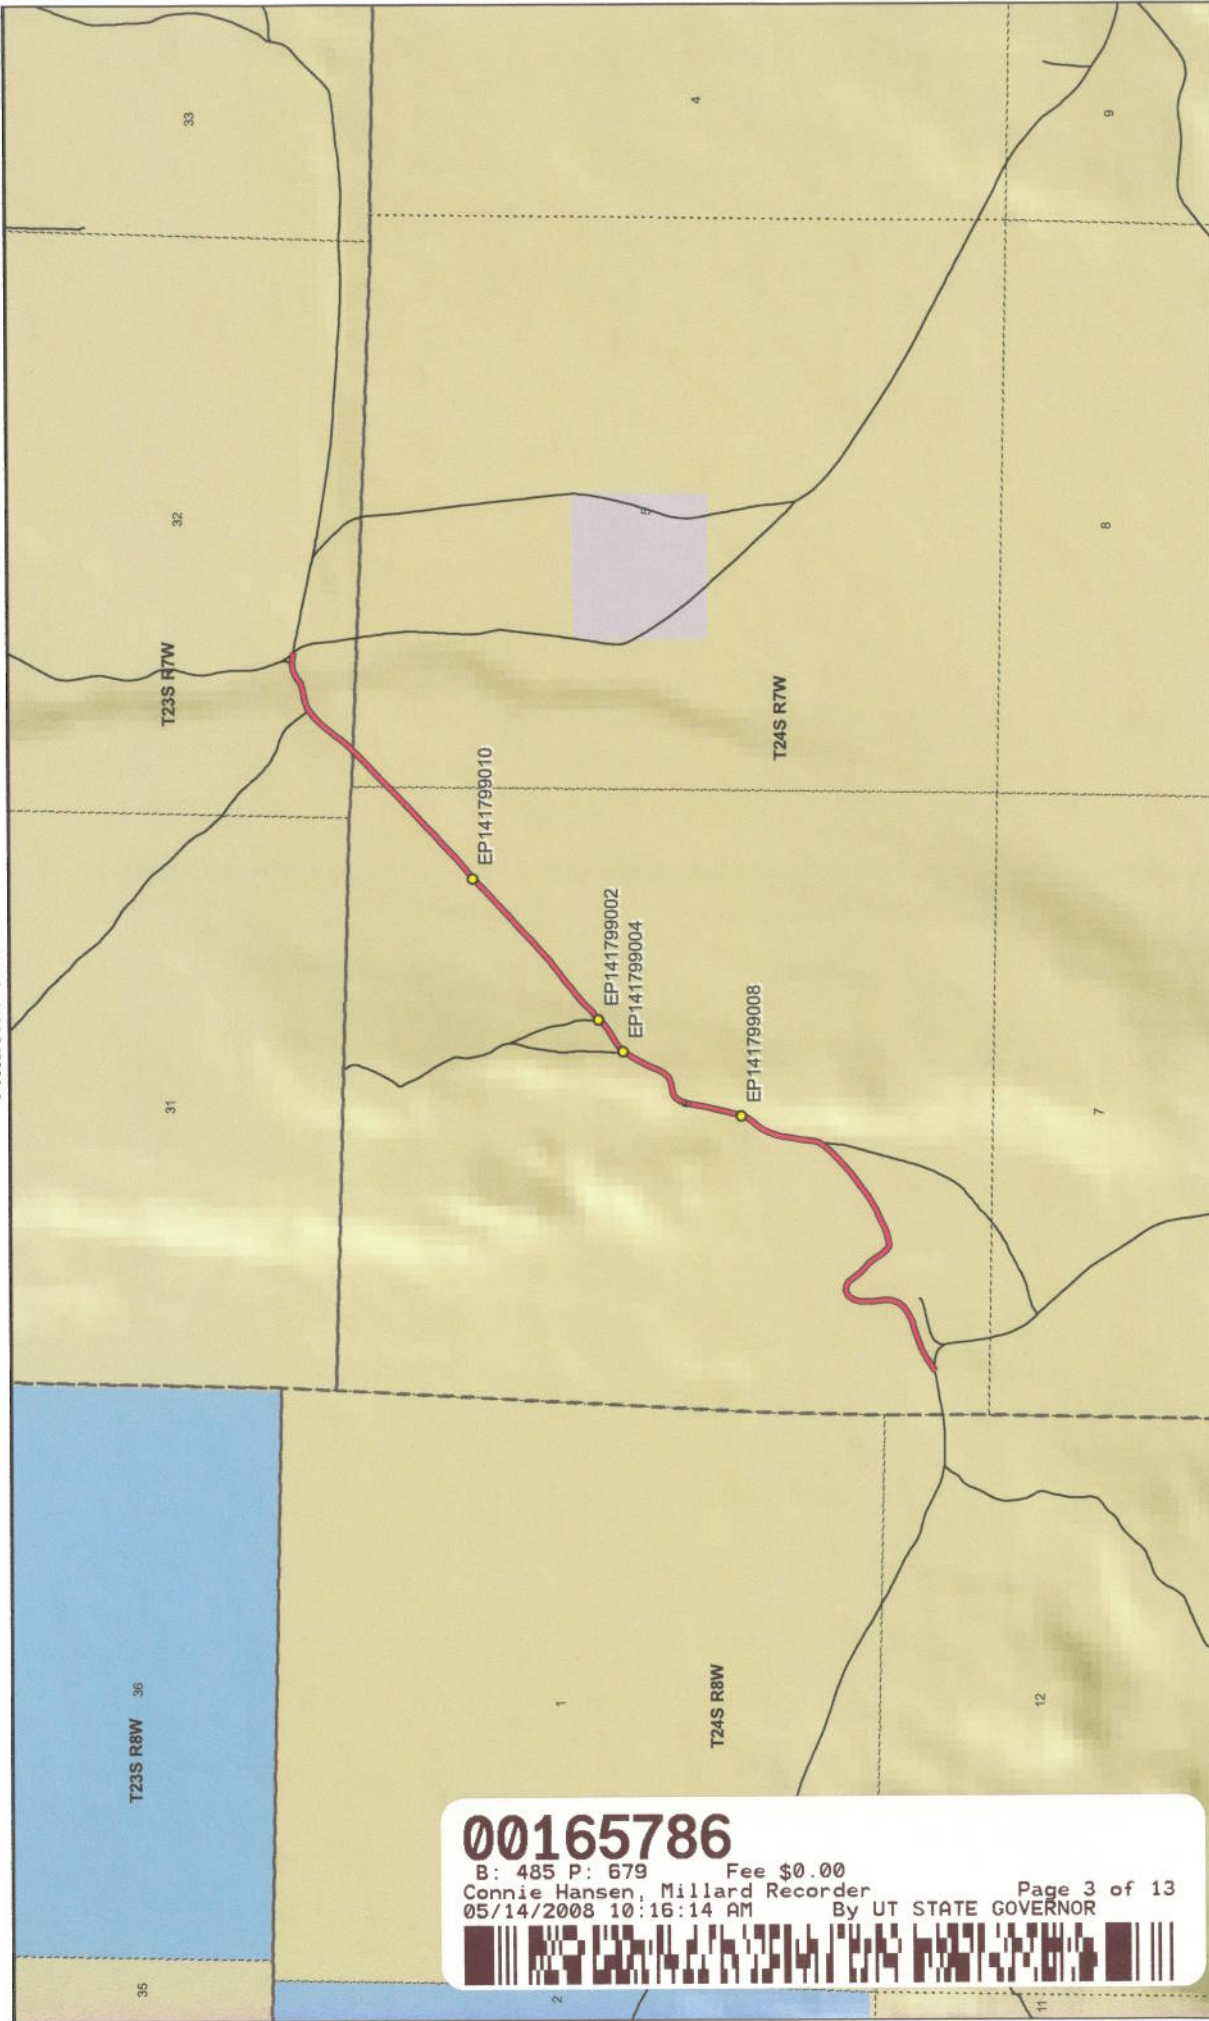 33
4
9
32
5
8
T23S R7W
T24S R7W
EP141799010
EP141799002
EP141799004
EP141799008
31
7
T23S R8W
36
1
T24S R8W
12
35
2
11
00165786
B: 485 P: 679 Fee $0.00
Connie Hansen, Millard Recorder Page 3 of 13
05/14/2008 10:16:14 AM By UT STATE GOVERNOR